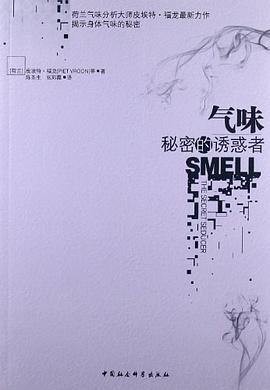 荷兰气味分析大师皮埃特·福龙最新力作
揭示身体气味的秘密
[荷兰]皮埃特·福龙(PIET VROON)等 著
陈圣生 张彩霞 译
气味
秘密的诱惑者
SMELL
THE SECRET SEDUCER
中国社会科学出版社